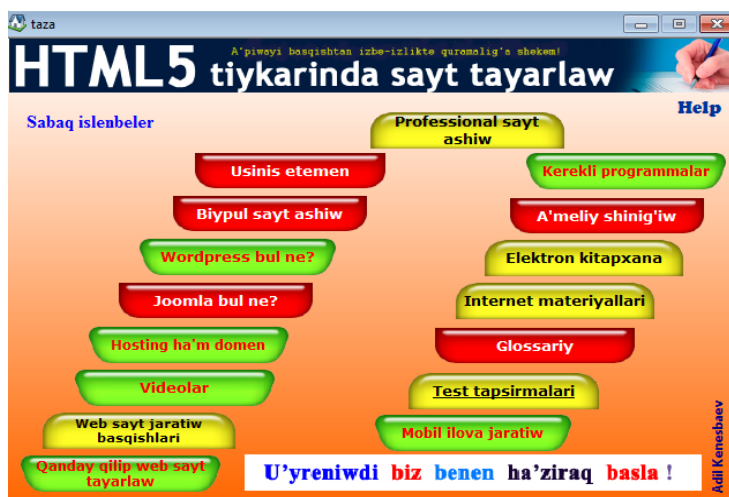 taza
A'piwayi basqishtan izbe-izlikte quramalig'a shekem!
HTML5 tiykarinda sayt tayarlaw
Help
Sabaq islenbeler
Professional sayt
ashiw
Usinis etemen
Kerekli programmalar
Biypul sayt ashiw
A'meliy shinig'iw
Wordpress bul ne?
Elektron kitapxana
Joomla bul ne?
Internet materiyallari
Hosting ha'm domen
Glossariy
Videolar
Test tapsirmalari
Web sayt jaratiw
basqishlari
Mobil ilova jaratiw
Qanday qilip web sayt
tayarlaw
U'yreniwdi biz benen ha'ziraq basla !
Adil Kenesbaev